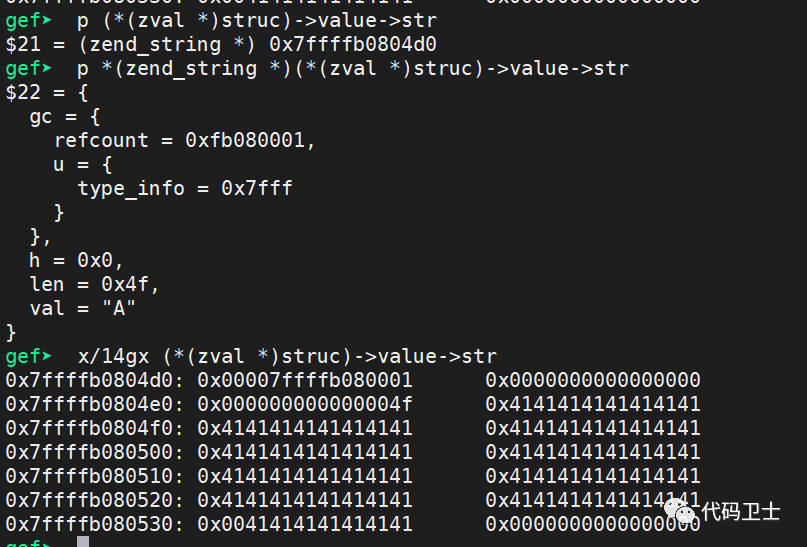 gef➤  p (*(zval *)struc)->value->str
$21 = (zend_string *) 0x7ffffb0804d0
gef➤  p *(zend_string *)(*(zval *)struc)->value->str
$22 = {
  gc = {
    refcount = 0xfb080001,
    u = {
      type_info = 0x7fff
    }
  },
  h = 0x0,
  len = 0x4f,
  val = "A"
}
gef➤  x/14gx (*(zval *)struc)->value->str
0x7ffffb0804d0: 0x00007ffffb080001      0x0000000000000000
0x7ffffb0804e0: 0x000000000000004f      0x4141414141414141
0x7ffffb0804f0: 0x4141414141414141      0x4141414141414141
0x7ffffb080500: 0x4141414141414141      0x4141414141414141
0x7ffffb080510: 0x4141414141414141      0x4141414141414141
0x7ffffb080520: 0x4141414141414141      0x4141414141414141
0x7ffffb080530: 0x0041414141414141      0x0000000000000000
代码卫士